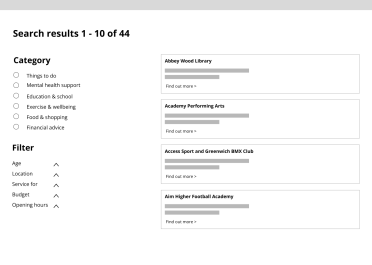 Search results 1 - 10 of 44
Category
Things to do
Mental health support
Education & school
Exercise & wellbeing
Food & shopping
Financial advice
Filter
Age
Location
Service for
Budget
Opening hours
Abbey Wood Library
Find out more >
Academy Performing Arts
Find out more >
Access Sport and Greenwich BMX Club
Find out more >
Aim Higher Football Academy
Find out more >